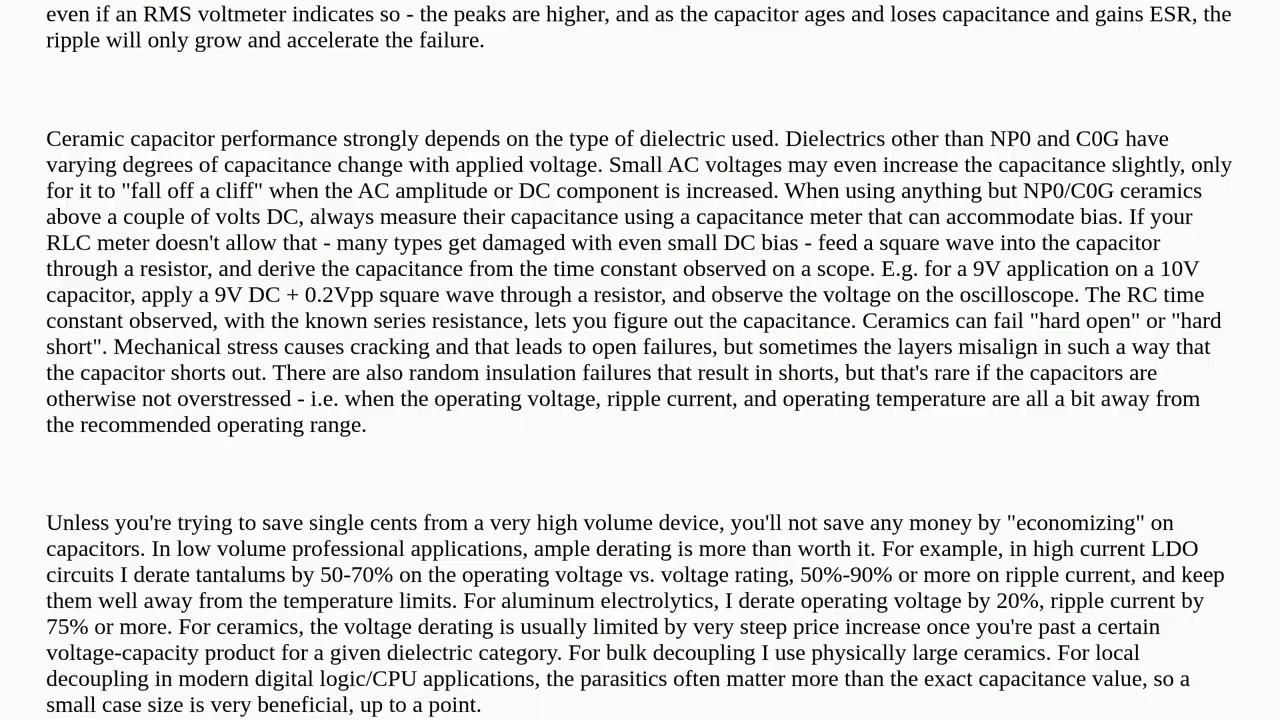 even if an RMS voltmeter indicates so - the peaks are higher, and as the capacitor ages and loses capacitance and gains ESR, the
ripple will only grow and accelerate the failure.
Ceramic capacitor performance strongly depends on the type of dielectric used. Dielectrics other than NP0 and C0G have
varying degrees of capacitance change with applied voltage. Small AC voltages may even increase the capacitance slightly, only
for it to "fall off a cliff" when the AC amplitude or DC component is increased. When using anything but NP0/C0G ceramics
above a couple of volts DC, always measure their capacitance using a capacitance meter that can accommodate bias. If your
RLC meter doesn't allow that - many types get damaged with even small DC bias - feed a square wave into the capacitor
through a resistor, and derive the capacitance from the time constant observed on a scope. E.g. for a 9V application on a 10V
capacitor, apply a 9V DC + 0.2Vpp square wave through a resistor, and observe the voltage on the oscilloscope. The RC time
constant observed, with the known series resistance, lets you figure out the capacitance. Ceramics can fail "hard open" or "hard
short". Mechanical stress causes cracking and that leads to open failures, but sometimes the layers misalign in such a way that
the capacitor shorts out. There are also random insulation failures that result in shorts, but that's rare if the capacitors are
otherwise not overstressed - i.e. when the operating voltage, ripple current, and operating temperature are all a bit away from
the recommended operating range.
Unless you're trying to save single cents from a very high volume device, you'll not save any money by "economizing" on
capacitors. In low volume professional applications, ample derating is more than worth it. For example, in high current LDO
circuits I derate tantalums by 50-70% on the operating voltage vs. voltage rating, 50%-90% or more on ripple current, and keep
them well away from the temperature limits. For aluminum electrolytics, I derate operating voltage by 20%, ripple current by
75% or more. For ceramics, the voltage derating is usually limited by very steep price increase once you're past a certain
voltage-capacity product for a given dielectric category. For bulk decoupling I use physically large ceramics. For local
decoupling in modern digital logic/CPU applications, the parasitics often matter more than the exact capacitance value, so a
small case size is very beneficial, up to a point.